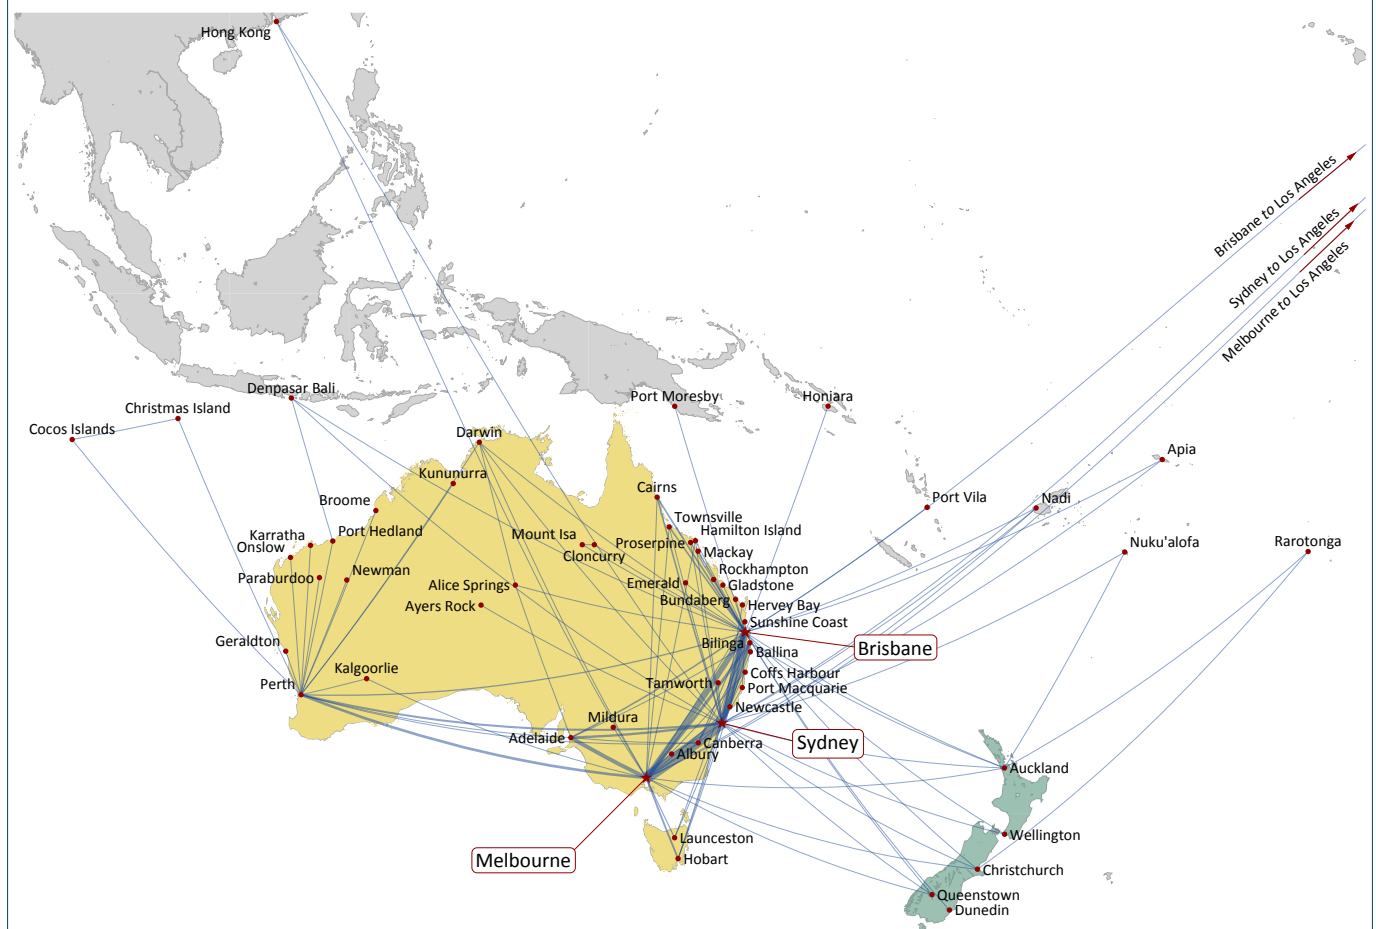 Hong Kong
Brisbane to Los Angeles
Sydney to Los Angeles
Melbourne to Los Angeles
Denpasar Bali
Port Moresby
Honiara
Christmas Island
Cocos Islands
Darwin
Apia
Kununurra
Cairns
Port Vila
Nadi
Broome
Townsville
Hamilton Island
Karratha
Port Hedland
Mount Isa
Proserpine
Nuku'alofa
Rarotonga
Onslow
Cloncurry
Mackay
Paraburdoo
Newman
Alice Springs
Emerald
Rockhampton
Gladstone
Ayers Rock
Bundaberg
Hervey Bay
Sunshine Coast
Geraldton
Bilinga
Ballina
Brisbane
Kalgoorlie
Coffs Harbour
Perth
Tamworth
Port Macquarie
Newcastle
Mildura
Adelaide
Canberra
Sydney
Albury
Auckland
Launceston
Wellington
Melbourne
Hobart
Christchurch
Queenstown
Dunedin